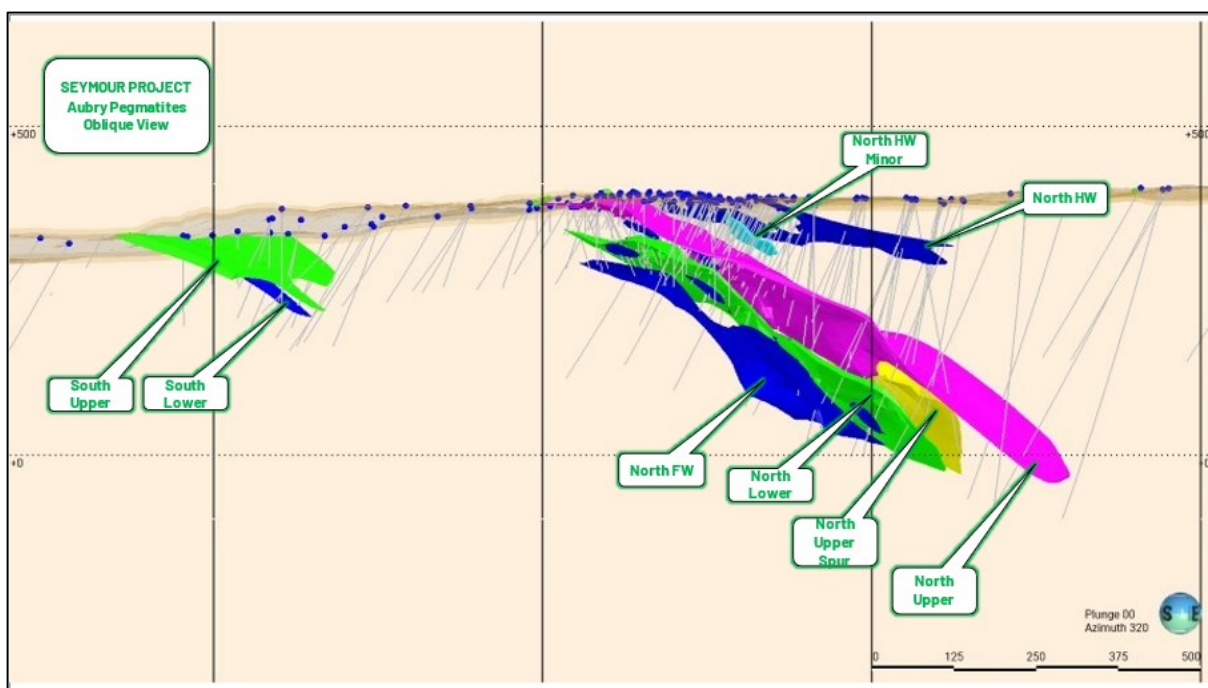 SEYMOUR PROJECT
Aubry Pegmatites
Oblique View
+500
+500
North HW
Minor
North HW
South
Upper
South
Lower
+0
North FW
North
Lower
North
Upper
Spur
North
Upper
Plunge 00
Azimuth 320
S E
0 125 250 375 500